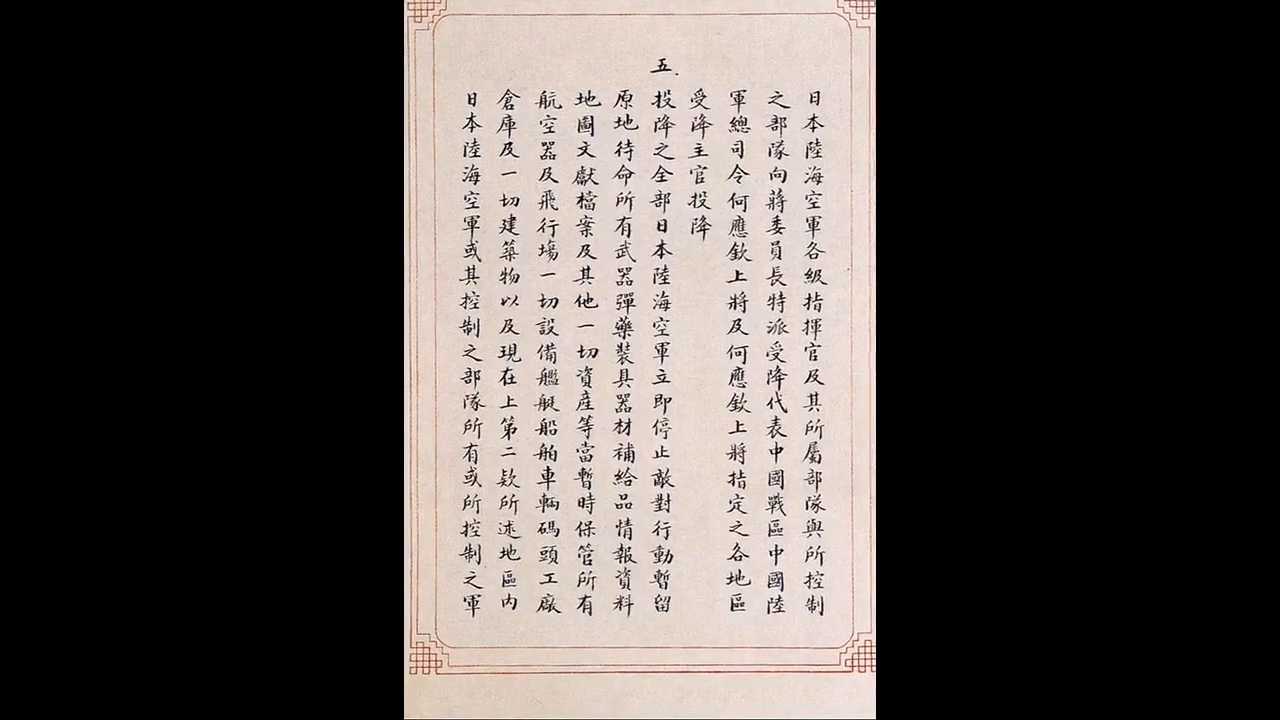 日本陸海空軍各級指揮官及其所屬部隊與所控制
之部隊向蔣委員長特派受降代表中國戰區中國陸
軍總司令何應欽上將及何應欽上將指定之各地區
受降主官投降
五.
投降之全部日本陸海空軍立即停止敵對行動暫留
原地待命所有武器彈藥裝具器材補給品情報資料
地圖文獻檔案及其他一切資產等當暫時保管所有
航空器及飛行場一切設備艦艇船舶車輛碼頭工廠
倉庫及一切建築物以及現在上第二欵所述地區內
日本陸海空軍或其控制之部隊所有或所控制之軍